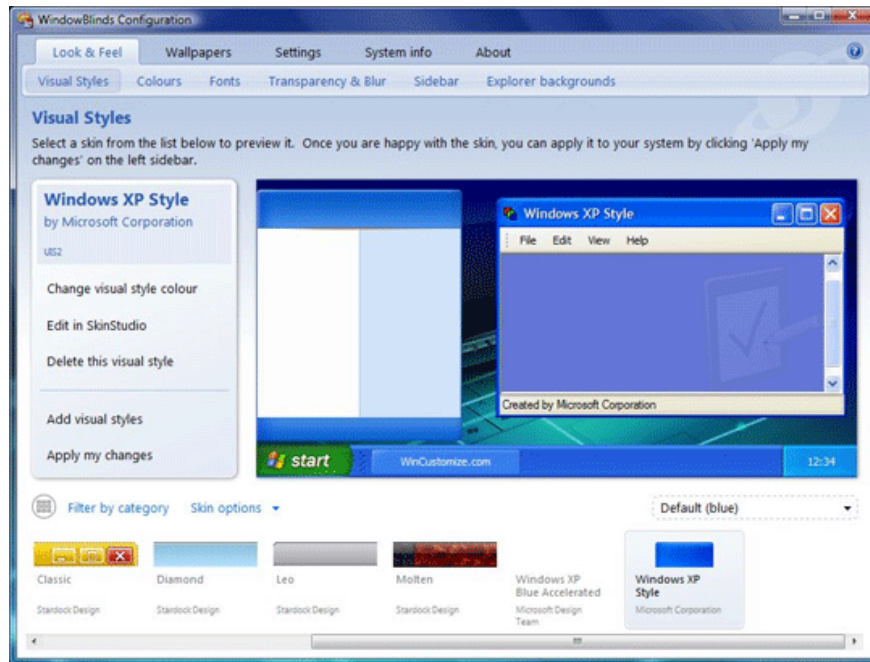 WindowBlinds Configuration
Look & Feel Wallpapers Settings System info About
Visual Styles Colours Fonts Transparency & Blur Sidebar Explorer backgrounds
Visual Styles
Select a skin from the list below to preview it. Once you are happy with the skin, you can apply it to your system by clicking 'Apply my
changes' on the left sidebar.
Windows XP Style
by Microsoft Corporation
UIS2
Change visual style colour
Edit in SkinStudio
Delete this visual style
Add visual styles
Apply my changes
Windows XP Style
File Edit View Help
Created by Microsoft Corporation
start WinCustomize.com 12:34
Filter by category Skin options Default (blue)
Classic
Stardock Design
Diamond
Stardock Design
Leo
Stardock Design
Molten
Stardock Design
Windows XP
Blue Accelerated
Microsoft Design
Team
Windows XP
Style
Microsoft Corporation